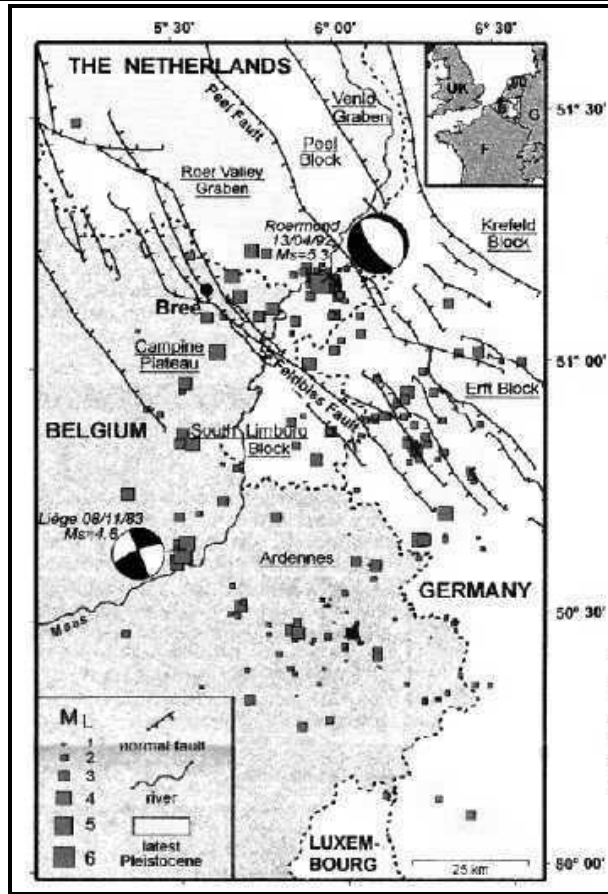 5° 30'
6° 00'
6° 30'
THE NETHERLANDS
UK
G
F
Peel Fault
Venlo
Graben
Peel
Block
51° 30'
Roer Valley
Graben
Roermond
13/04/92
Ms=5.3
Krefeld
Block
Bree
Campine
Plateau
51° 00'
Feldbiss Fault
Erft Block
BELGIUM
South Limburg
Block
Liège 08/11/83
Ms=4.6
Ardennes
GERMANY
Maas
50° 30'
ML
1
2
3
4
5
6
normal fault
river
latest
Pleistocene
LUXEM-
BOURG
25 km
50° 00'